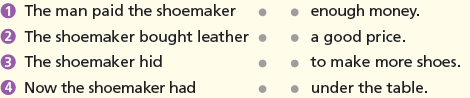 1 The man paid the shoemaker enough money.
2 The shoemaker bought leather a good price.
3 The shoemaker hid to make more shoes.
4 Now the shoemaker had under the table.